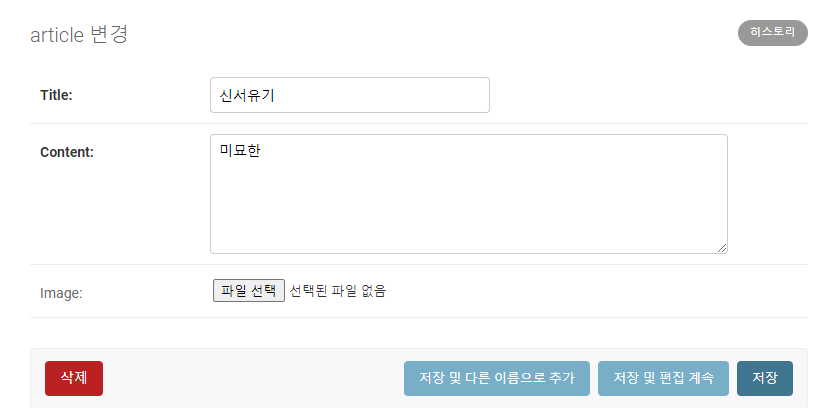 article 변경
히스토리
Title:
신서유기
Content:
미묘한
Image:
파일 선택 선택된 파일 없음
삭제
저장 및 다른 이름으로 추가
저장 및 편집 계속
저장